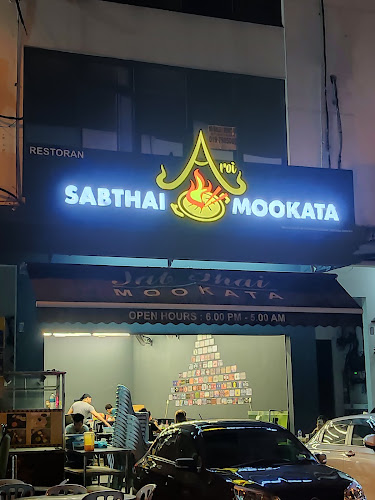 Aroi
RESTORAN
SABTHAI MOOKATA
Sab Thai
MOOKATA
OPEN HOURS : 6.00 PM - 5.00 AM